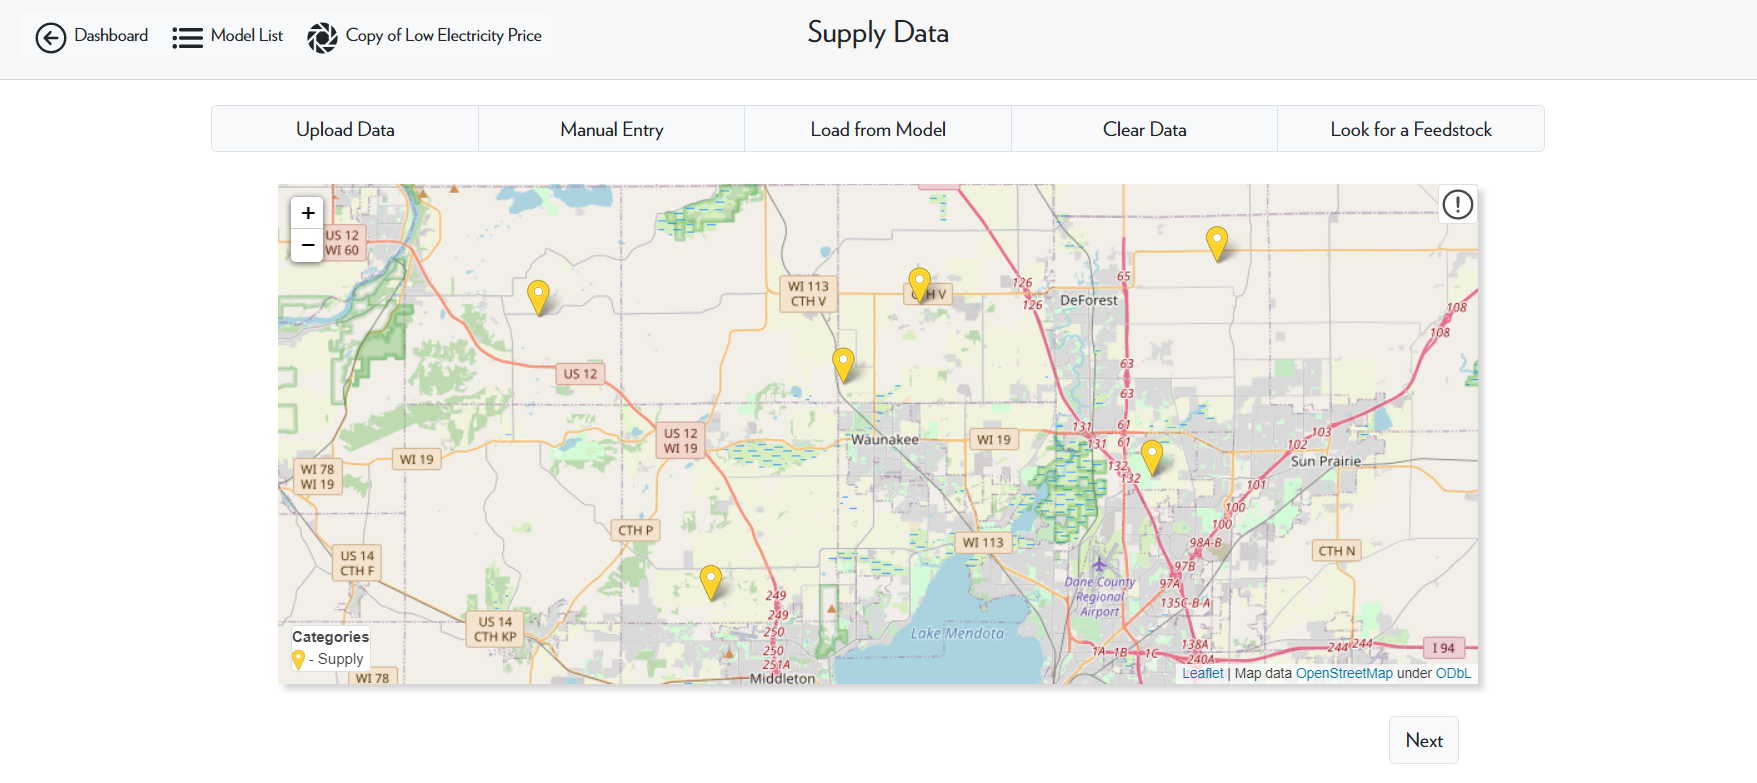 Dashboard
Model List
Copy of Low Electricity Price
Supply Data
Upload Data
Manual Entry
Load from Model
Clear Data
Look for a Feedstock
+
−
US 12
WI 60
WI 113
CTH V
H V
126
126
65
DeForest
108
108
US 12
63
63
US 12
WI 19
Waunakee
WI 19
131
131
61
61
103
102
WI 19
WI 78
WI 19
132
132
Sun Prairie
101
100
100
CTH P
WI 113
98A-B
CTH N
US 14
CTH F
Dane County
Regional
Airport
97B
97A
135C-B-A
249
249
250
250
251A
US 14
CTH KP
Lake Mendota
Categories
- Supply
WI 78
Middleton
1A-1B
1C
138A
240A
244
244
I 94
Leaflet | Map data OpenStreetMap under ODbL
Next